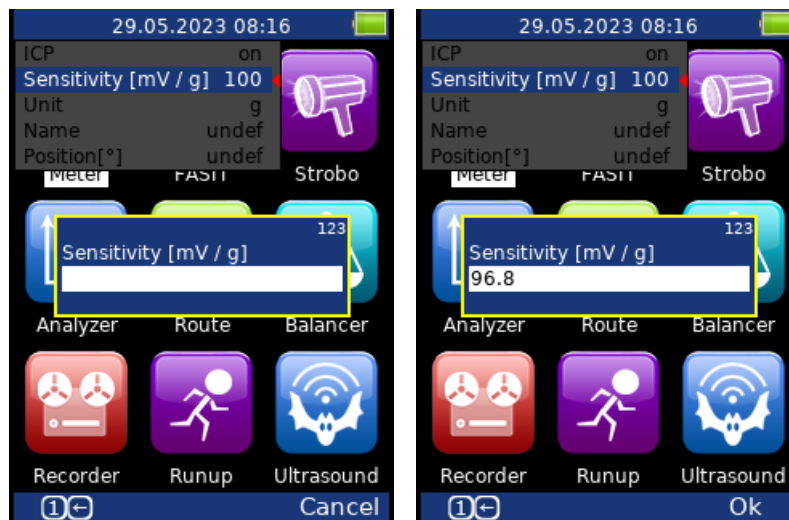 29.05.2023 08:16
ICP on
Sensitivity [mV / g] 100
Unit g
Name undef
Position[°] undef
Meter FASIT Strobo
123
Sensitivity [mV / g]
Analyzer Route Balancer
Recorder Runup Ultrasound
1 Cancel
29.05.2023 08:16
ICP on
Sensitivity [mV / g] 100
Unit g
Name undef
Position[°] undef
Meter FASIT Strobo
123
Sensitivity [mV / g]
96.8
Analyzer Route Balancer
Recorder Runup Ultrasound
1 Ok